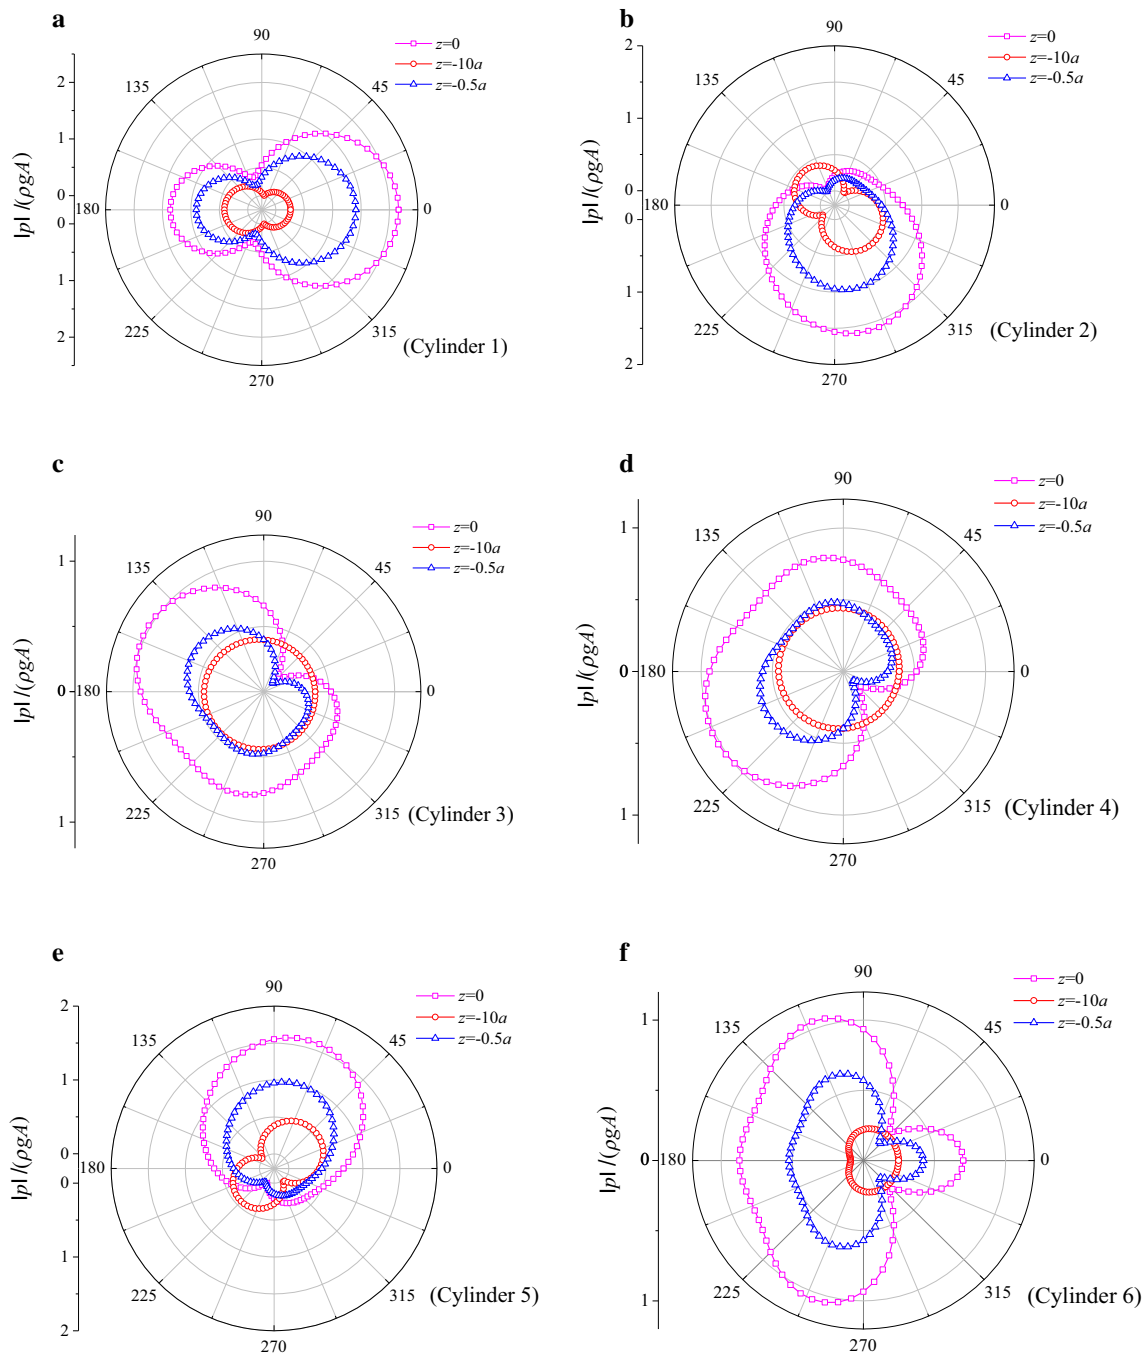 a
90
z=0
z=-10a
z=-0.5a
135
45
180
0
225
315
270
2
1
0
0
1
2
|p|/(ρgA)
(Cylinder 1)
b
90
z=0
z=-10a
z=-0.5a
135
45
180
0
225
315
270
2
1
0
0
1
2
|p|/(ρgA)
(Cylinder 2)
c
90
z=0
z=-10a
z=-0.5a
135
45
180
0
225
315
270
1
0
1
|p|/(ρgA)
(Cylinder 3)
d
90
z=0
z=-10a
z=-0.5a
135
45
180
0
225
315
270
1
0
1
|p|/(ρgA)
(Cylinder 4)
e
90
z=0
z=-10a
z=-0.5a
135
45
180
0
225
315
270
2
1
0
0
1
2
|p|/(ρgA)
(Cylinder 5)
f
90
z=0
z=-10a
z=-0.5a
135
45
180
0
225
315
270
1
0
1
|p|/(ρgA)
(Cylinder 6)